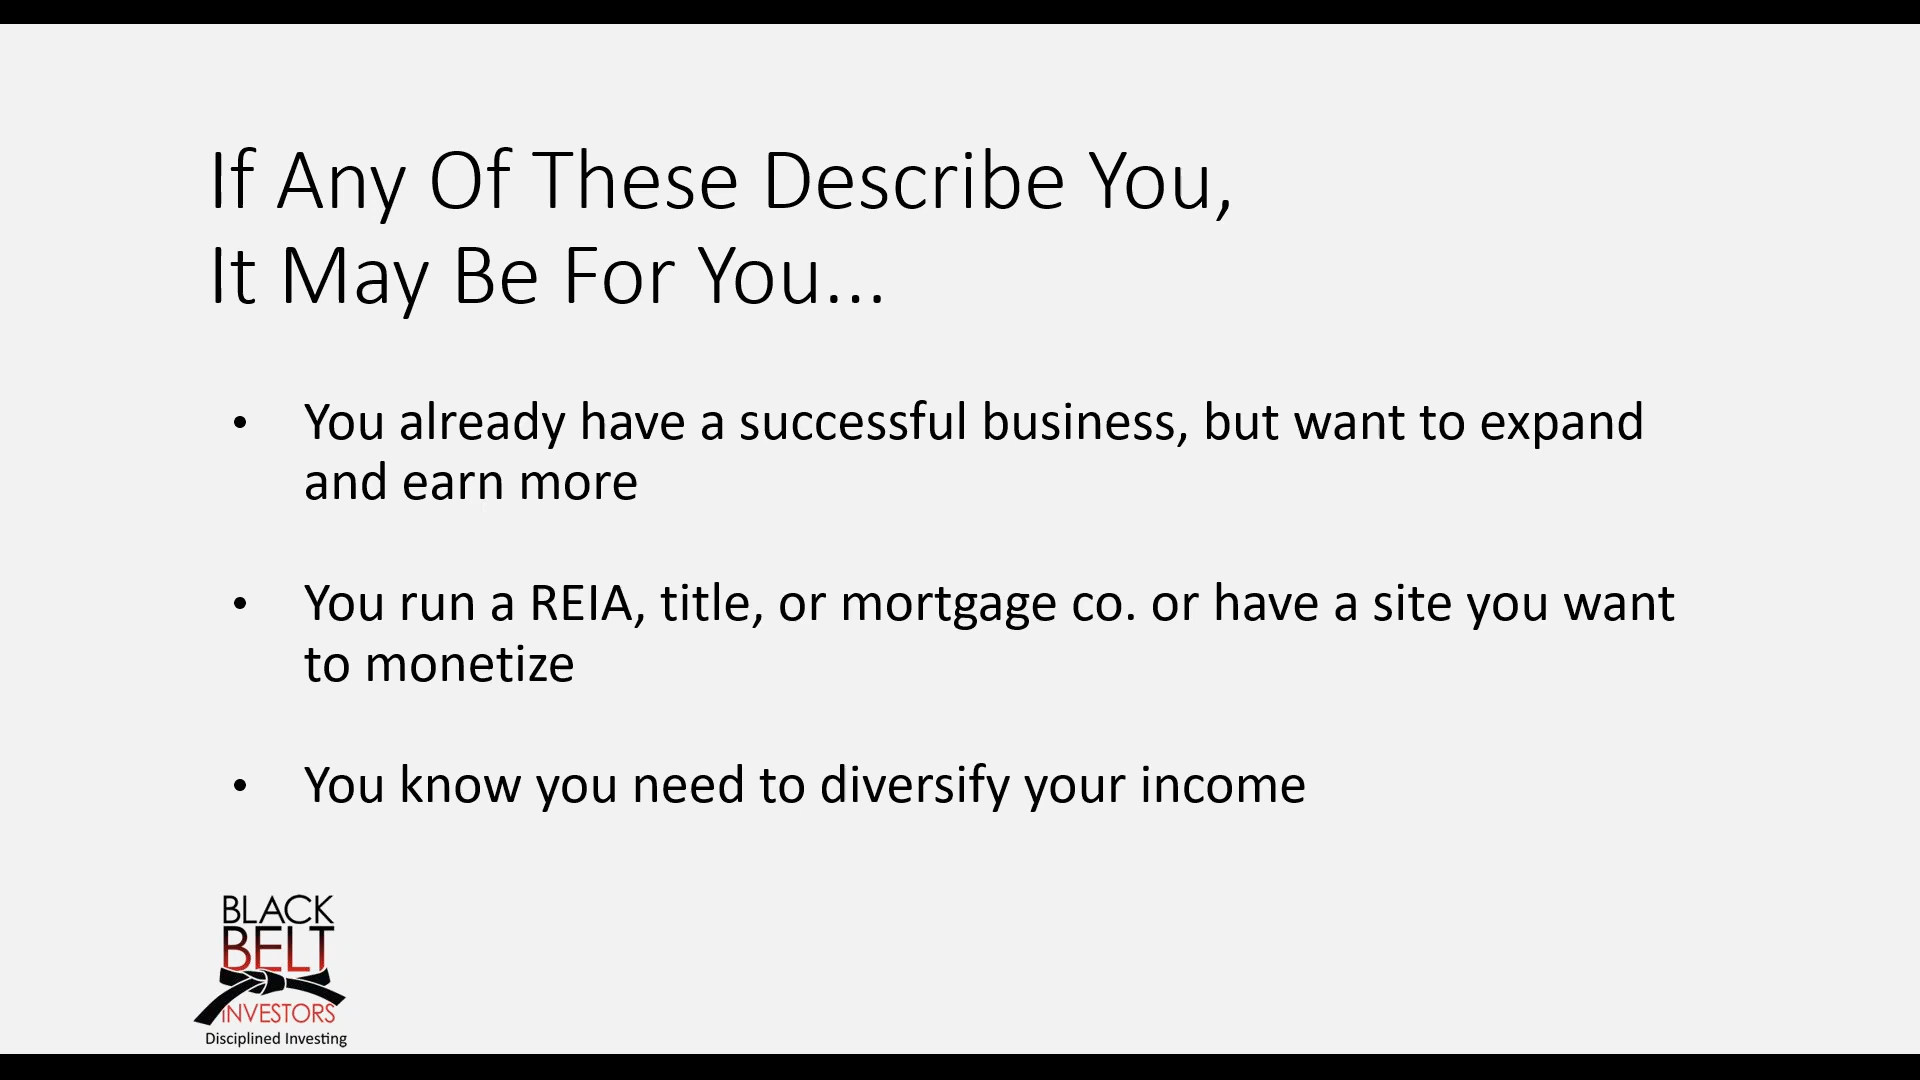 If Any Of These Describe You,
It May Be For You...
• You already have a successful business, but want to expand
and earn more
• You run a REIA, title, or mortgage co. or have a site you want
to monetize
• You know you need to diversify your income
BLACK
BELT
INVESTORS
Disciplined Investing